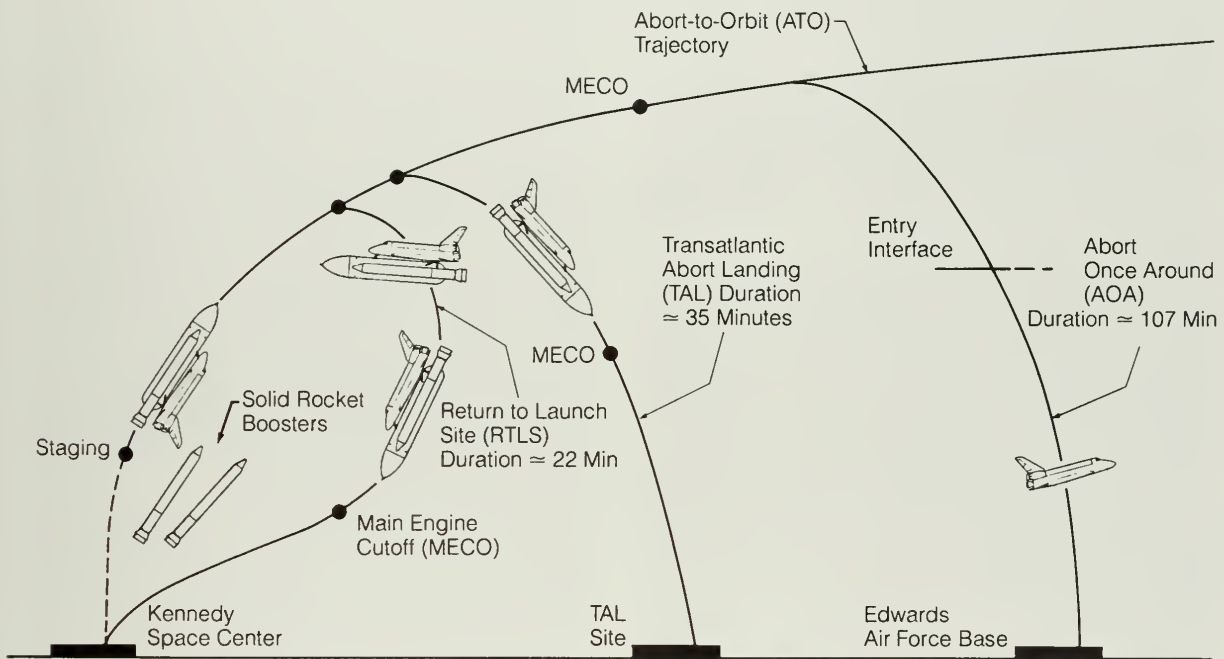 Abort-to-Orbit (ATO)
Trajectory
MECO
Entry
Interface
Transatlantic
Abort Landing
(TAL) Duration
≃ 35 Minutes
Abort
Once Around
(AOA)
Duration ≃ 107 Min
MECO
Solid Rocket
Boosters
Return to Launch
Site (RTLS)
Duration ≃ 22 Min
Staging
Main Engine
Cutoff (MECO)
Kennedy
Space Center
TAL
Site
Edwards
Air Force Base